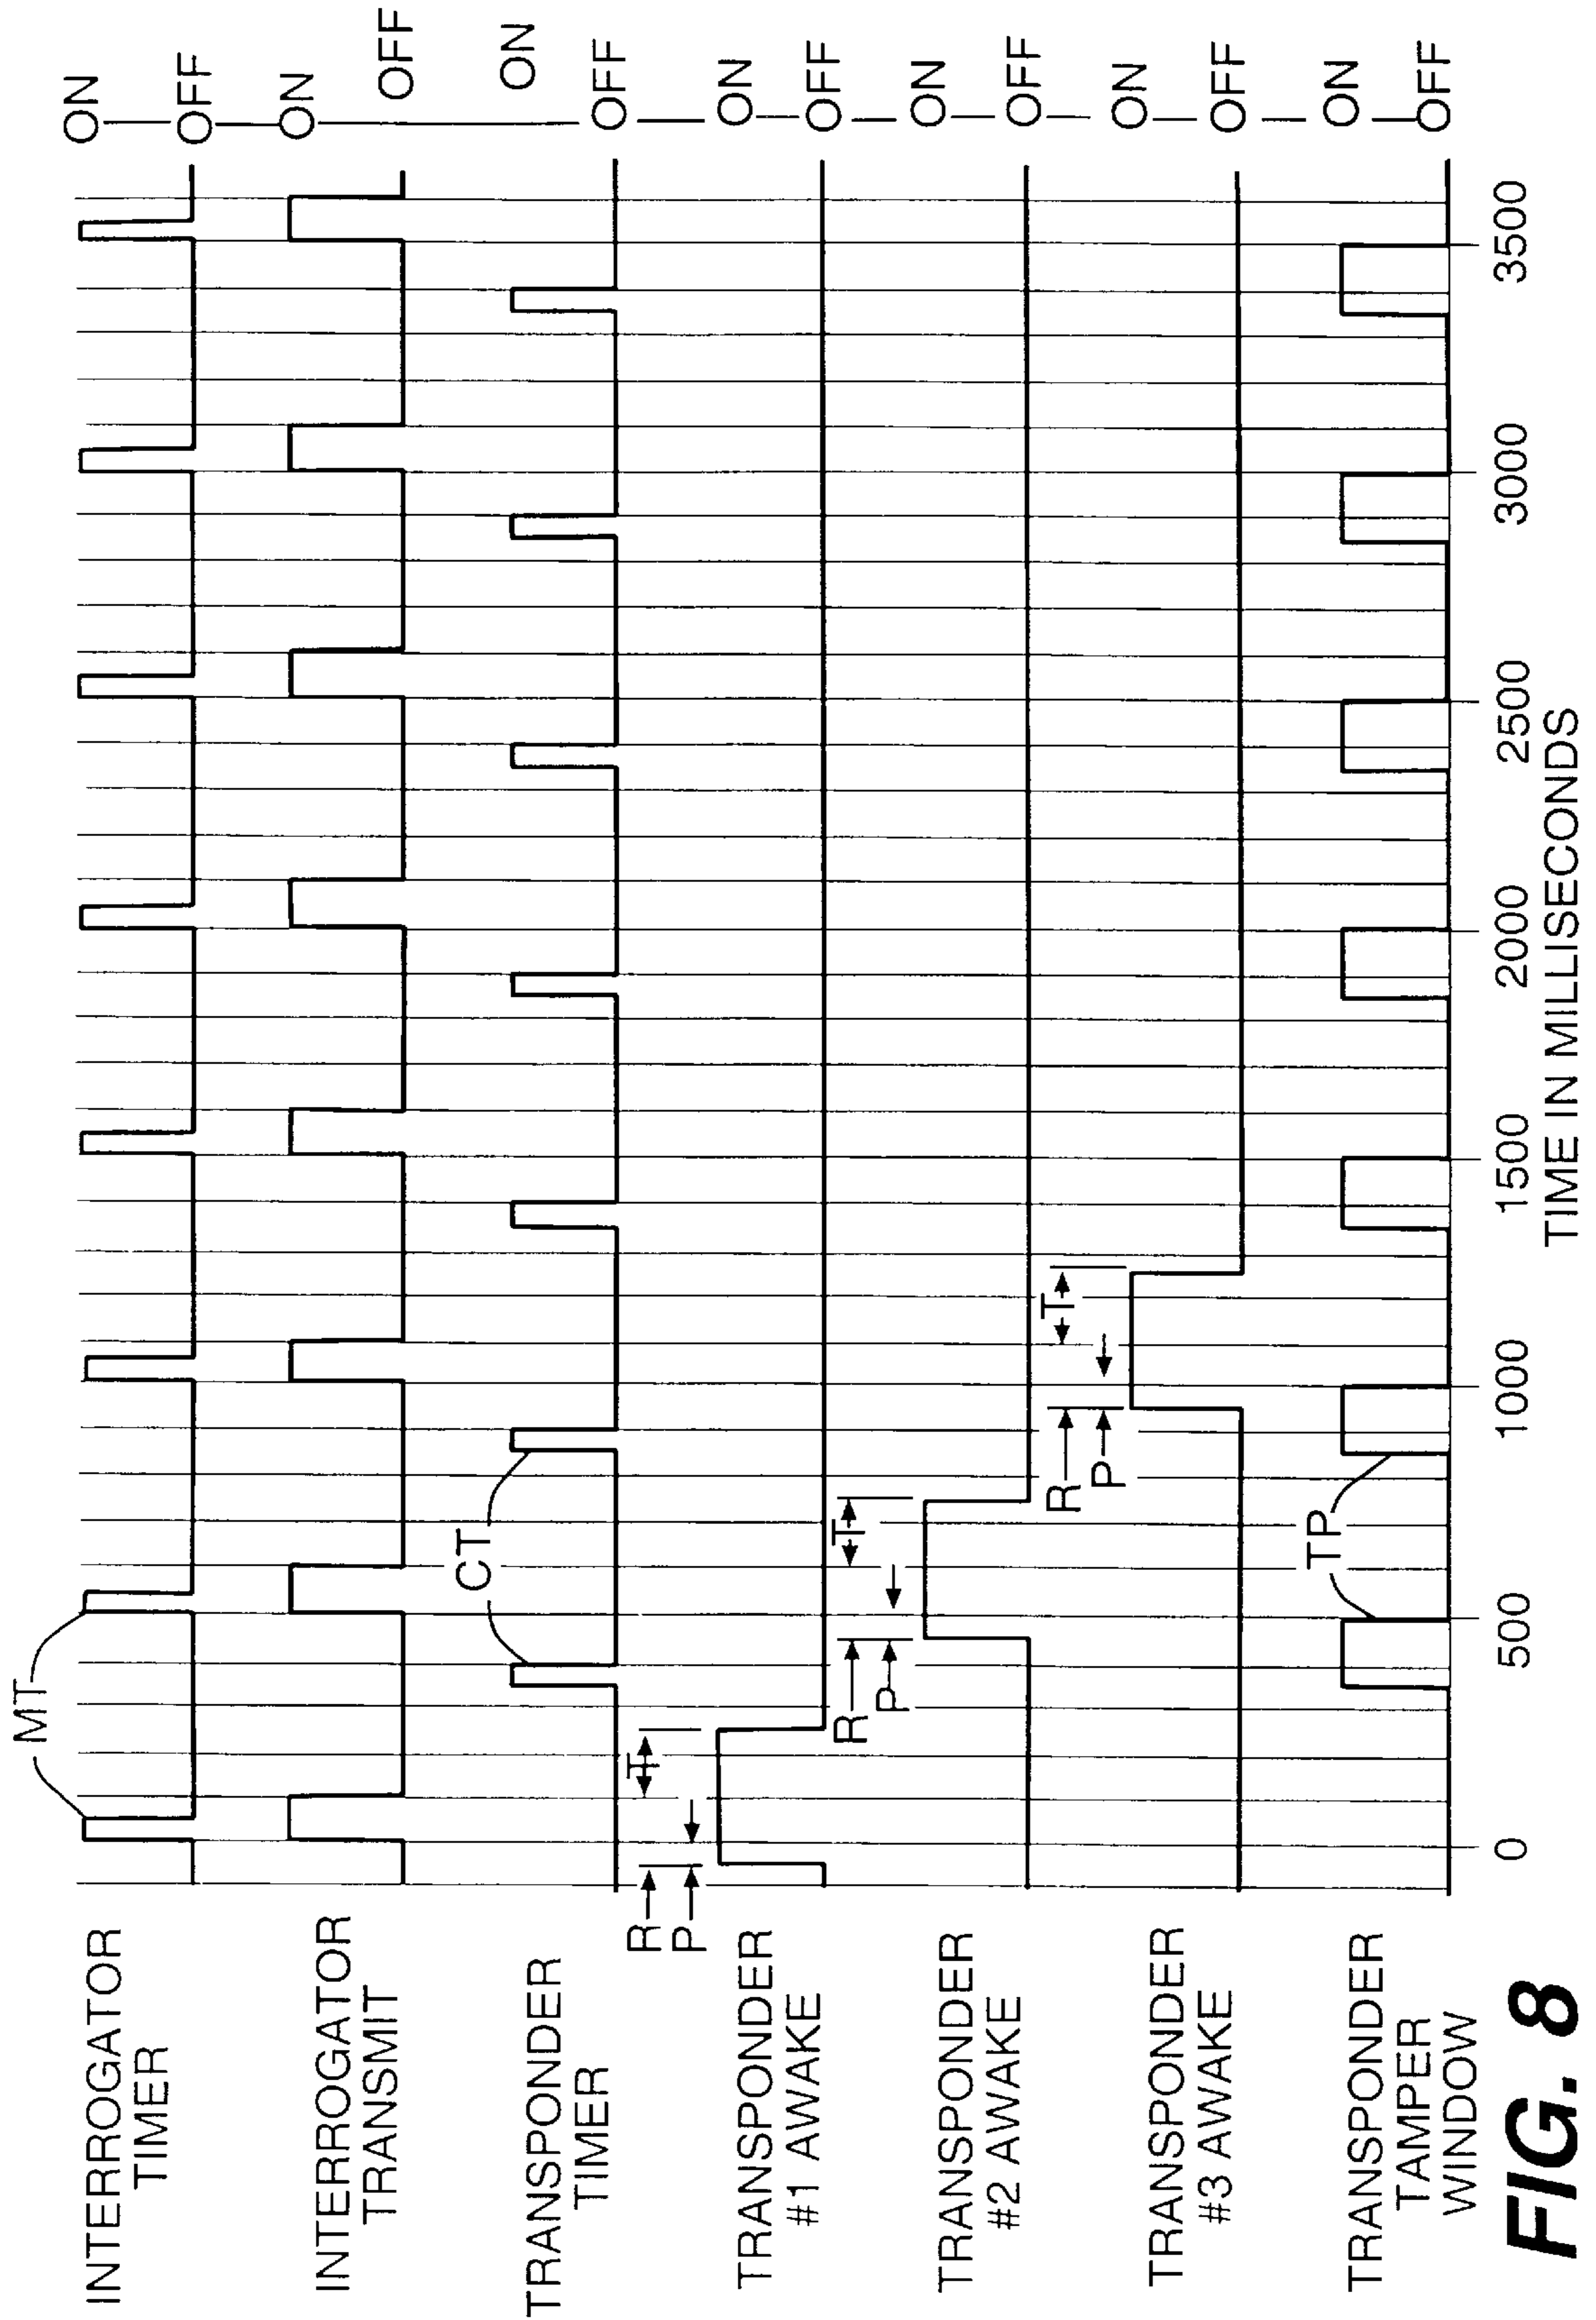 INTERROGATOR
TIMER
MT
ON
OFF
INTERROGATOR
TRANSMIT
ON
OFF
TRANSPONDER
TIMER
CT
ON
OFF
R
P
T
TRANSPONDER
#1 AWAKE
ON
OFF
R
P
T
TRANSPONDER
#2 AWAKE
ON
OFF
R
P
T
TRANSPONDER
#3 AWAKE
ON
OFF
TRANSPONDER
TAMPER
WINDOW
TP
ON
OFF
0 500 1000 1500 2000 2500 3000 3500
TIME IN MILLISECONDS
FIG. 8